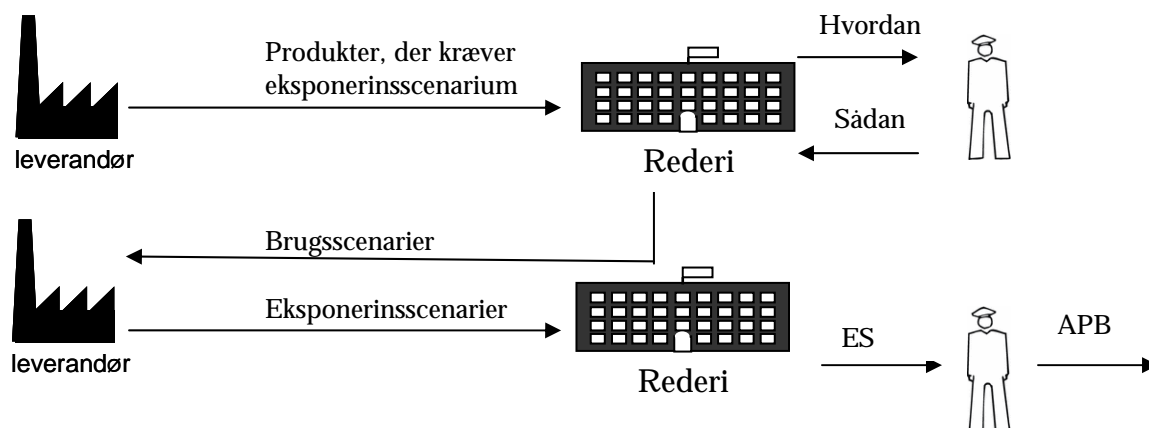 Hvordan
Produkter, der kræver
eksponerinsscenarium
Sådan
leverandør
Rederi
Brugsscenarier
Eksponerinsscenarier
ES
APB
leverandør
Rederi